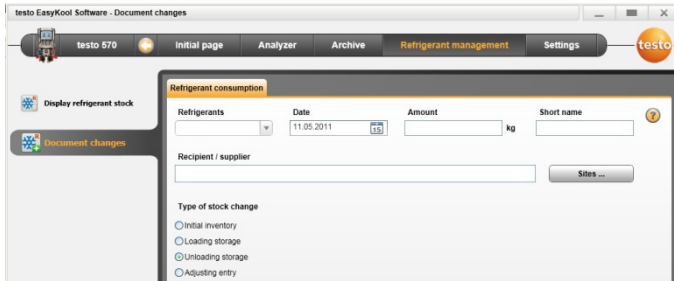 testo EasyKool Software - Document changes
testo 570 Initial page Analyzer Archive Refrigerant management Settings testo
Refrigerant consumption
Display refrigerant stock
Document changes
Refrigerants Date Amount Short name
11.05.2011 15 kg ?
Recipient / supplier
Sites ...
Type of stock change
Initial inventory
Loading storage
Unloading storage
Adjusting entry